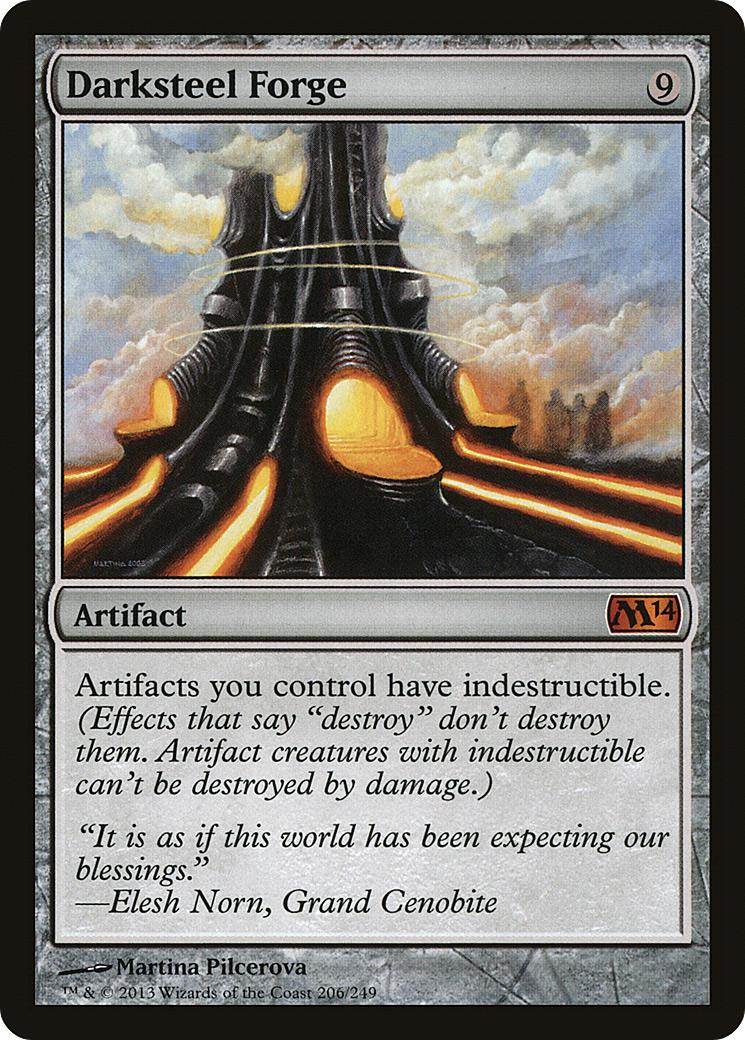 Darksteel Forge
9
MARTINA 2003
Artifact
M14
Artifacts you control have indestructible.
(Effects that say “destroy” don’t destroy
them. Artifact creatures with indestructible
can’t be destroyed by damage.)
“It is as if this world has been expecting our
blessings.”
—Elesh Norn, Grand Cenobite
Martina Pilcerova
™ & © 2013 Wizards of the Coast 206/249